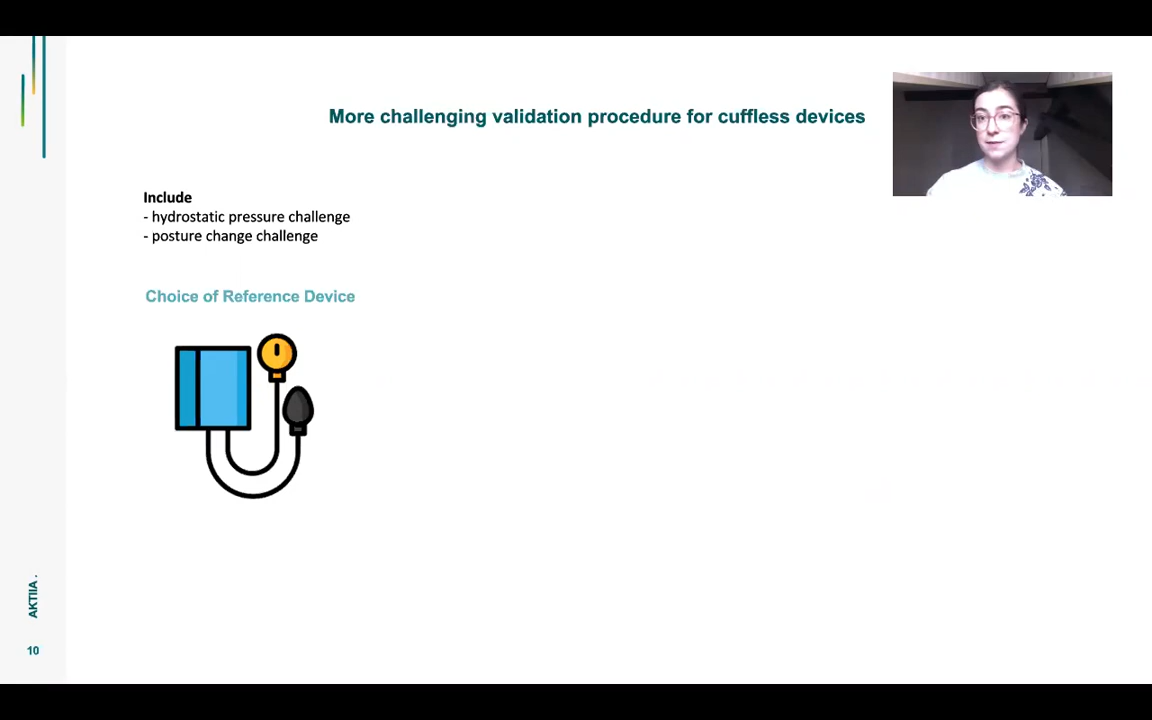 More challenging validation procedure for cuffless devices
Include
- hydrostatic pressure challenge
- posture change challenge
Choice of Reference Device
AKTIIA.
10